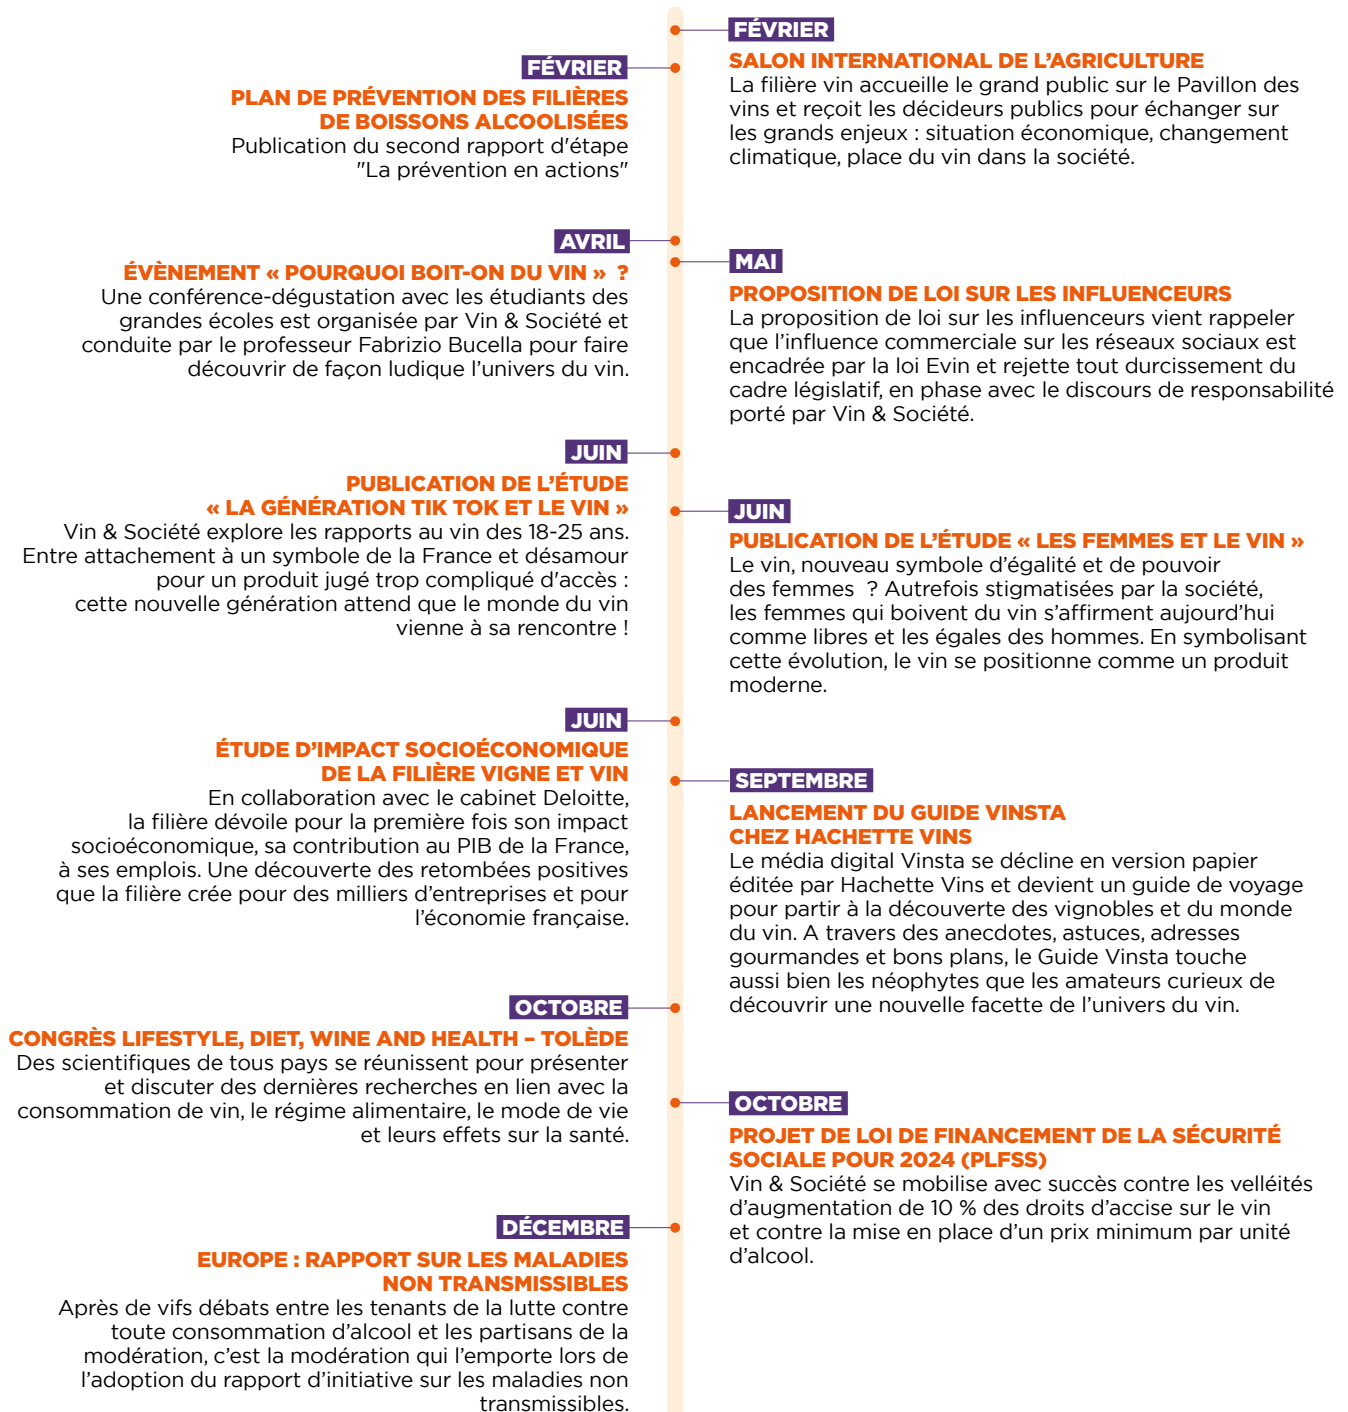 FÉVRIER
SALON INTERNATIONAL DE L'AGRICULTURE
La filière vin accueille le grand public sur le Pavillon des
vins et reçoit les décideurs publics pour échanger sur
les grands enjeux : situation économique, changement
climatique, place du vin dans la société.
FÉVRIER
PLAN DE PRÉVENTION DES FILIÈRES
DE BOISSONS ALCOOLISÉES
Publication du second rapport d'étape
"La prévention en actions"
AVRIL
ÉVÈNEMENT « POURQUOI BOIT-ON DU VIN » ?
Une conférence-dégustation avec les étudiants des
grandes écoles est organisée par Vin & Société et
conduite par le professeur Fabrizio Bucella pour faire
découvrir de façon ludique l'univers du vin.
MAI
PROPOSITION DE LOI SUR LES INFLUENCEURS
La proposition de loi sur les influenceurs vient rappeler
que l'influence commerciale sur les réseaux sociaux est
encadrée par la loi Evin et rejette tout durcissement du
cadre législatif, en phase avec le discours de responsabilité
porté par Vin & Société.
JUIN
PUBLICATION DE L'ÉTUDE
« LA GÉNÉRATION TIK TOK ET LE VIN »
Vin & Société explore les rapports au vin des 18-25 ans.
Entre attachement à un symbole de la France et désamour
pour un produit jugé trop compliqué d'accès :
cette nouvelle génération attend que le monde du vin
vienne à sa rencontre !
JUIN
PUBLICATION DE L'ÉTUDE « LES FEMMES ET LE VIN »
Le vin, nouveau symbole d'égalité et de pouvoir
des femmes ? Autrefois stigmatisées par la société,
les femmes qui boivent du vin s'affirment aujourd'hui
comme libres et les égales des hommes. En symbolisant
cette évolution, le vin se positionne comme un produit
moderne.
JUIN
ÉTUDE D'IMPACT SOCIOÉCONOMIQUE
DE LA FILIÈRE VIGNE ET VIN
En collaboration avec le cabinet Deloitte,
la filière dévoile pour la première fois son impact
socioéconomique, sa contribution au PIB de la France,
à ses emplois. Une découverte des retombées positives
que la filière crée pour des milliers d'entreprises et pour
l'économie française.
SEPTEMBRE
LANCEMENT DU GUIDE VINSTA
CHEZ HACHETTE VINS
Le média digital Vinsta se décline en version papier
éditée par Hachette Vins et devient un guide de voyage
pour partir à la découverte des vignobles et du monde
du vin. A travers des anecdotes, astuces, adresses
gourmandes et bons plans, le Guide Vinsta touche
aussi bien les néophytes que les amateurs curieux de
découvrir une nouvelle facette de l'univers du vin.
OCTOBRE
CONGRÈS LIFESTYLE, DIET, WINE AND HEALTH – TOLÈDE
Des scientifiques de tous pays se réunissent pour présenter
et discuter des dernières recherches en lien avec la
consommation de vin, le régime alimentaire, le mode de vie
et leurs effets sur la santé.
OCTOBRE
PROJET DE LOI DE FINANCEMENT DE LA SÉCURITÉ
SOCIALE POUR 2024 (PLFSS)
Vin & Société se mobilise avec succès contre les velléités
d'augmentation de 10 % des droits d'accise sur le vin
et contre la mise en place d'un prix minimum par unité
d'alcool.
DÉCEMBRE
EUROPE : RAPPORT SUR LES MALADIES
NON TRANSMISSIBLES
Après de vifs débats entre les tenants de la lutte contre
toute consommation d'alcool et les partisans de la
modération, c'est la modération qui l'emporte lors de
l'adoption du rapport d'initiative sur les maladies non
transmissibles.